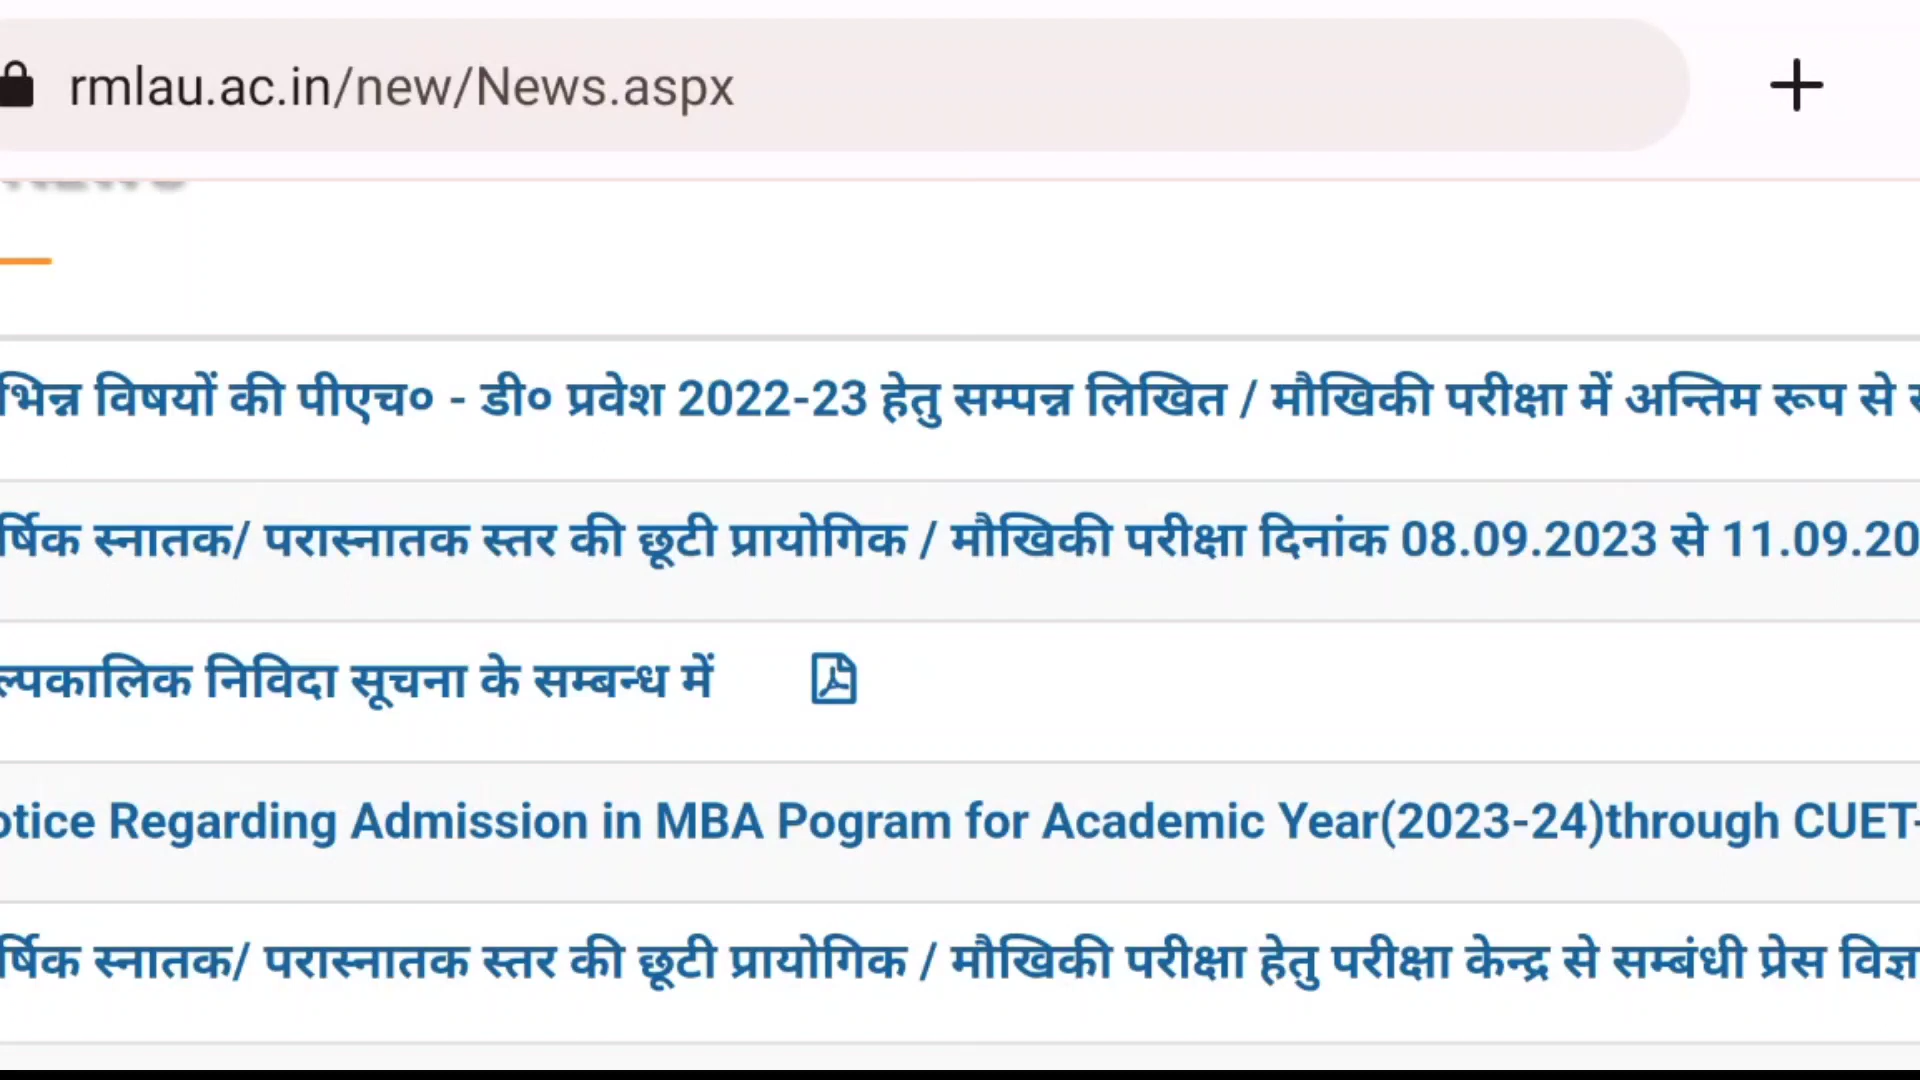 rmlau.ac.in/new/News.aspx
भिन्न विषयों की पीएच० - डी० प्रवेश 2022-23 हेतु सम्पन्न लिखित / मौखिकी परीक्षा में अन्तिम रूप से
र्षिक स्नातक/ परास्नातक स्तर की छूटी प्रायोगिक / मौखिकी परीक्षा दिनांक 08.09.2023 से 11.09.20
ल्पकालिक निविदा सूचना के सम्बन्ध में
otice Regarding Admission in MBA Pogram for Academic Year(2023-24)through CUET-
र्षिक स्नातक/ परास्नातक स्तर की छूटी प्रायोगिक / मौखिकी परीक्षा हेतु परीक्षा केन्द्र से सम्बंधी प्रेस विज्ञ